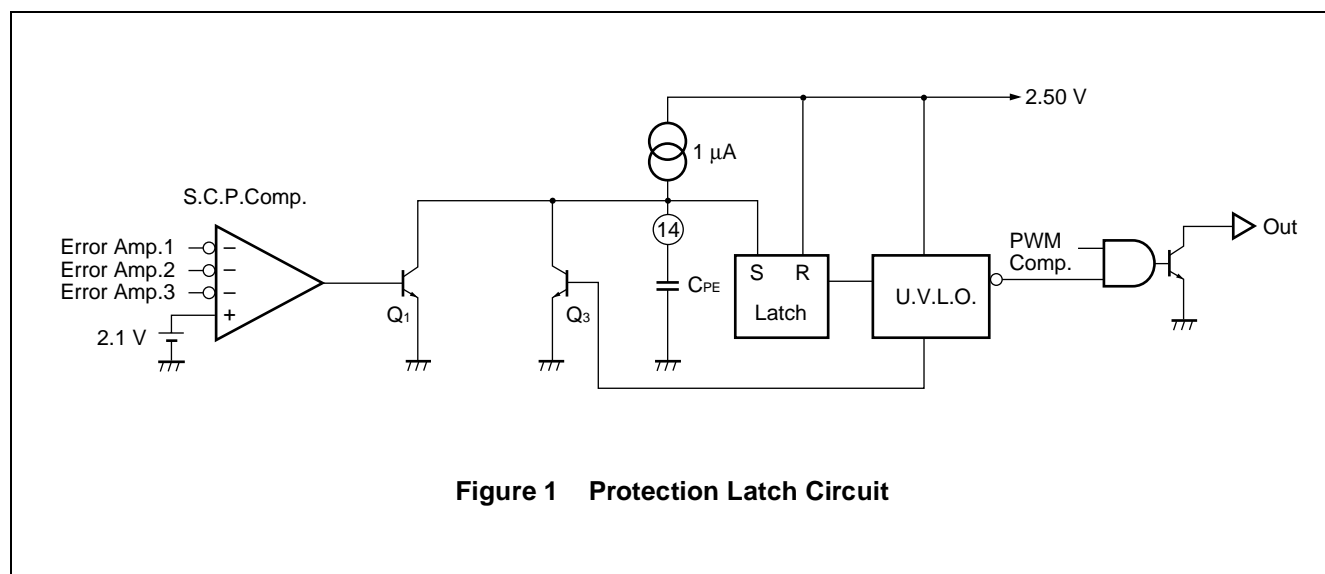 2.50 V
1 μA
S.C.P.Comp.
14
Error Amp.1
Error Amp.2
Error Amp.3
−
−
−
+
2.1 V
Q1
Q3
CPE
S R
Latch
U.V.L.O.
PWM
Comp.
Out
Figure 1 Protection Latch Circuit